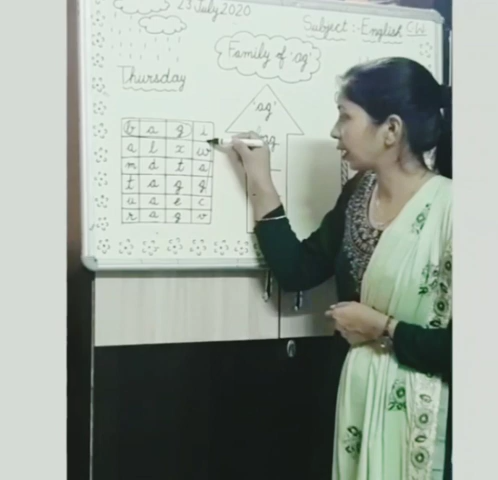 23 July 2020
Subject :- English C.W.
Family of 'ag'
Thursday
'ag'
b a g i
a l x w
m d t s
t a g g
u s e c
r a g v